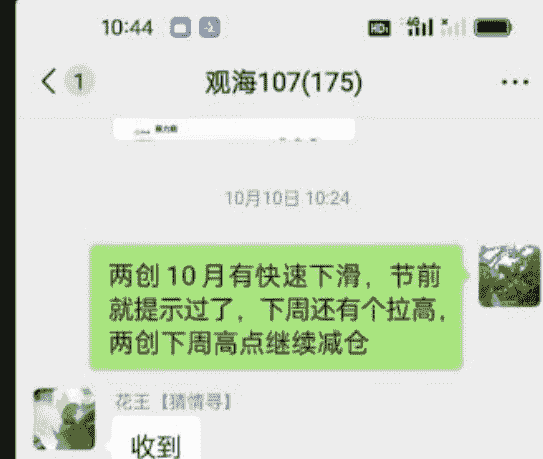 10:44
HD1 4G
1
观海107(175)
10月10日 10:24
两创10月有快速下滑，节前
就提示过了，下周还有个拉高，
两创下周高点继续减仓
花王【猜情寻】
收到